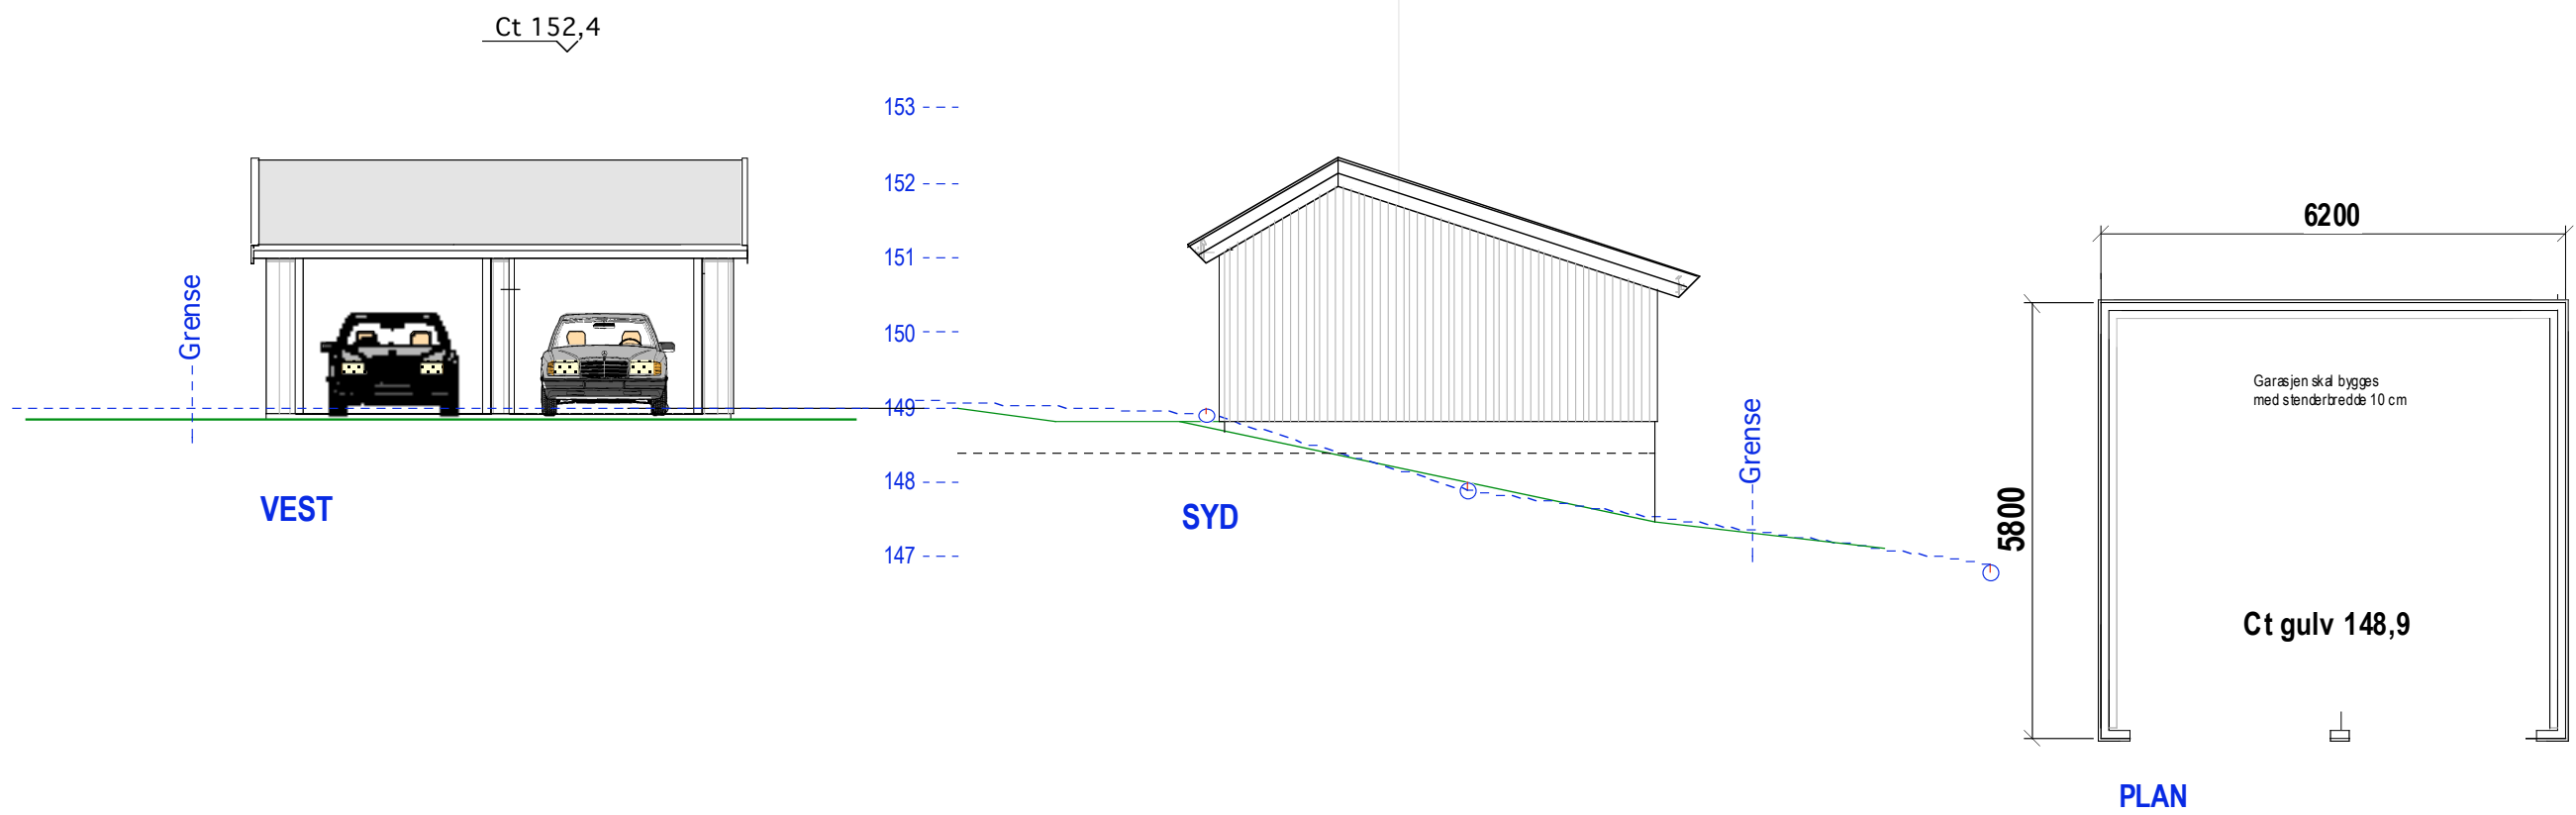 Ct 152,4
Grense
VEST
153
152
151
150
149
148
147
SYD
Grense
6200
5800
Garasjen skal bygges
med stenderbredde 10 cm
Ct gulv 148,9
PLAN